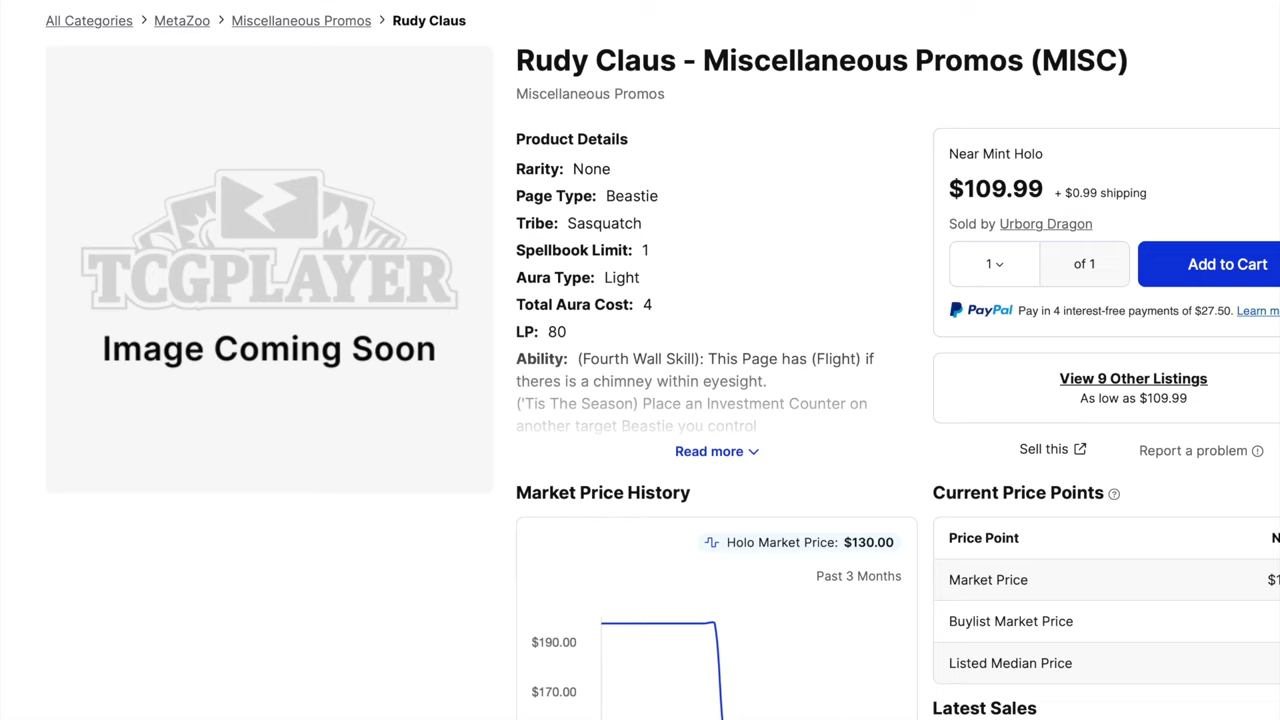 All Categories > MetaZoo > Miscellaneous Promos > Rudy Claus
TCGPLAYER
Image Coming Soon
Rudy Claus - Miscellaneous Promos (MISC)
Miscellaneous Promos
Product Details
Rarity: None
Page Type: Beastie
Tribe: Sasquatch
Spellbook Limit: 1
Aura Type: Light
Total Aura Cost: 4
LP: 80
Ability: (Fourth Wall Skill): This Page has (Flight) if
theres is a chimney within eyesight.
('Tis The Season) Place an Investment Counter on
another target Beastie you control
Read more
Near Mint Holo
$109.99 + $0.99 shipping
Sold by Urborg Dragon
1 of 1
Add to Cart
PayPal Pay in 4 interest-free payments of $27.50. Learn m
View 9 Other Listings
As low as $109.99
Sell this
Report a problem
Market Price History
Holo Market Price: $130.00
Past 3 Months
$190.00
$170.00
Current Price Points
Price Point N
Market Price $1
Buylist Market Price
Listed Median Price
Latest Sales